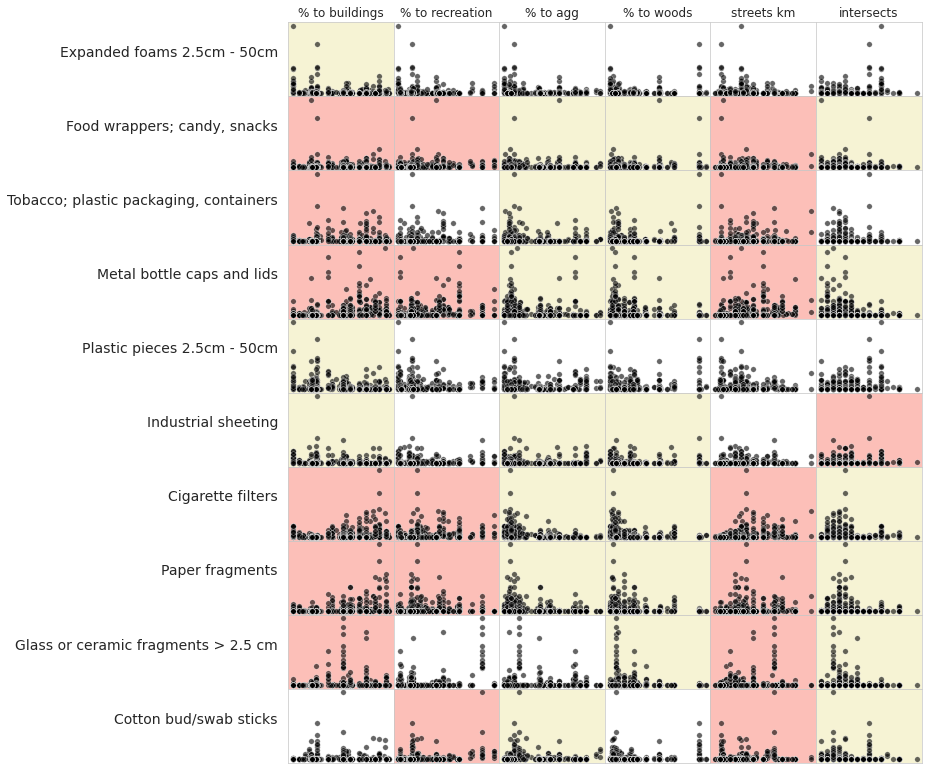 % to buildings % to recreation % to agg % to woods streets km intersects
Expanded foams 2.5cm - 50cm
Food wrappers; candy, snacks
Tobacco; plastic packaging, containers
Metal bottle caps and lids
Plastic pieces 2.5cm - 50cm
Industrial sheeting
Cigarette filters
Paper fragments
Glass or ceramic fragments > 2.5 cm
Cotton bud/swab sticks